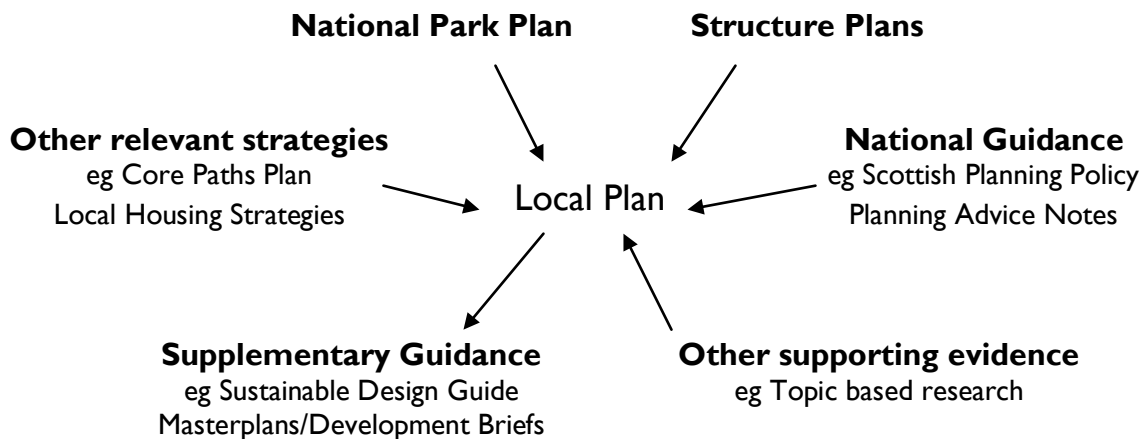 National Park Plan
Structure Plans
Other relevant strategies
eg Core Paths Plan
Local Housing Strategies
National Guidance
eg Scottish Planning Policy
Planning Advice Notes
Local Plan
Supplementary Guidance
eg Sustainable Design Guide
Masterplans/Development Briefs
Other supporting evidence
eg Topic based research